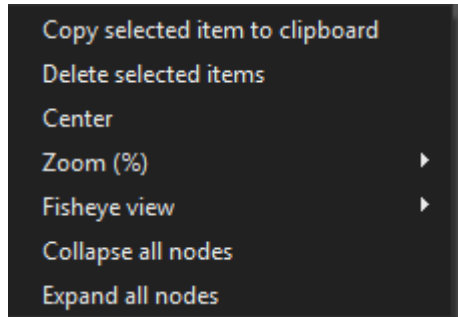 Copy selected item to clipboard
Delete selected items
Center
Zoom (%)
Fisheye view
Collapse all nodes
Expand all nodes